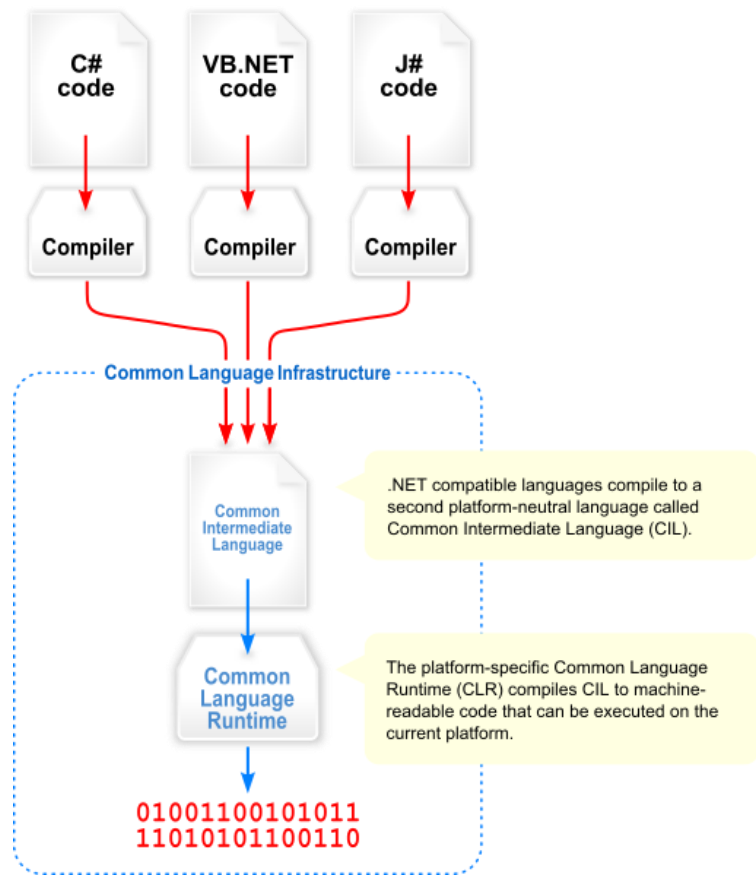 C#
code
VB.NET
code
J#
code
Compiler
Compiler
Compiler
Common Language Infrastructure
Common
Intermediate
Language
.NET compatible languages compile to a
second platform-neutral language called
Common Intermediate Language (CIL).
Common
Language
Runtime
The platform-specific Common Language
Runtime (CLR) compiles CIL to machine-
readable code that can be executed on the
current platform.
01001100101011
11010101100110